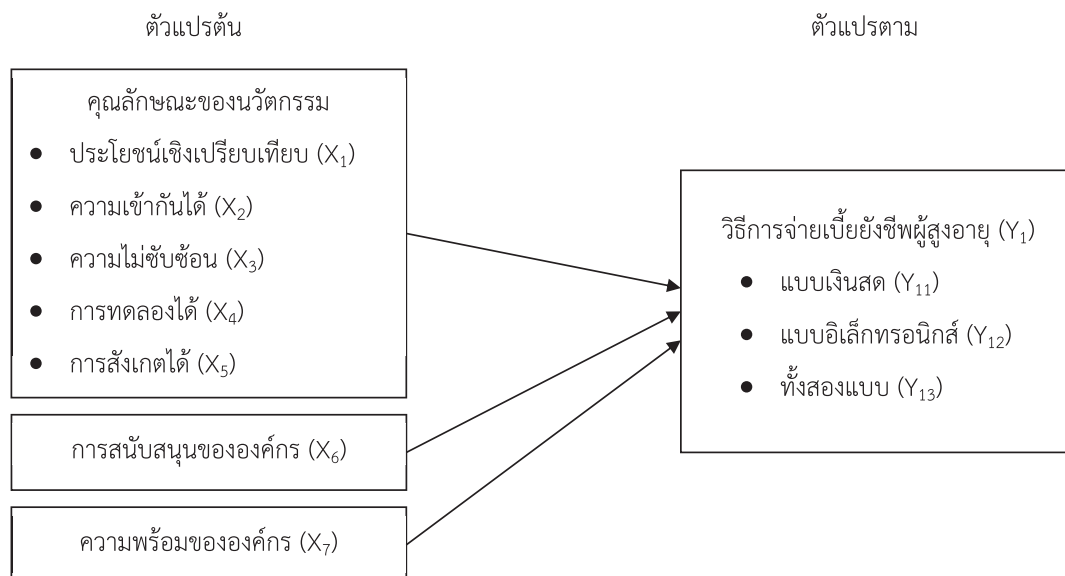 ตัวแปรต้น
ตัวแปรตาม
คุณลักษณะของนวัตกรรม
● ประโยชน์เชิงเปรียบเทียบ (X₁)
● ความเข้ากันได้ (X₂)
● ความไม่ซับซ้อน (X₃)
● การทดลองได้ (X₄)
● การสังเกตได้ (X₅)
การสนับสนุนขององค์กร (X₆)
ความพร้อมขององค์กร (X₇)
วิธีการจ่ายเบี้ยยังชีพผู้สูงอายุ (Y₁)
● แบบเงินสด (Y₁₁)
● แบบอิเล็กทรอนิกส์ (Y₁₂)
● ทั้งสองแบบ (Y₁₃)